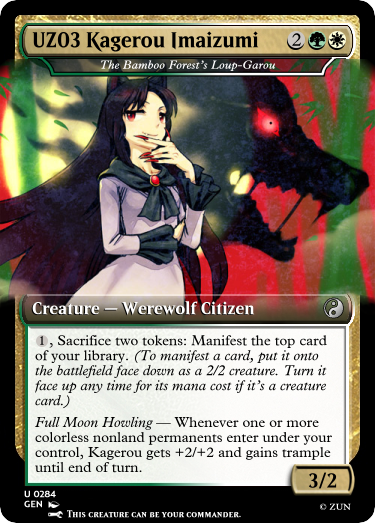 UZ03 Kagerou Imaizumi 2
The Bamboo Forest's Loup-Garou
Creature — Werewolf Citizen
1, Sacrifice two tokens: Manifest the top card
of your library. (To manifest a card, put it onto
the battlefield face down as a 2/2 creature. Turn it
face up any time for its mana cost if it's a creature
card.)
Full Moon Howling — Whenever one or more
colorless nonland permanents enter under your
control, Kagerou gets +2/+2 and gains trample
until end of turn.
3/2
U 0284
GEN
© ZUN
This creature can be your commander.